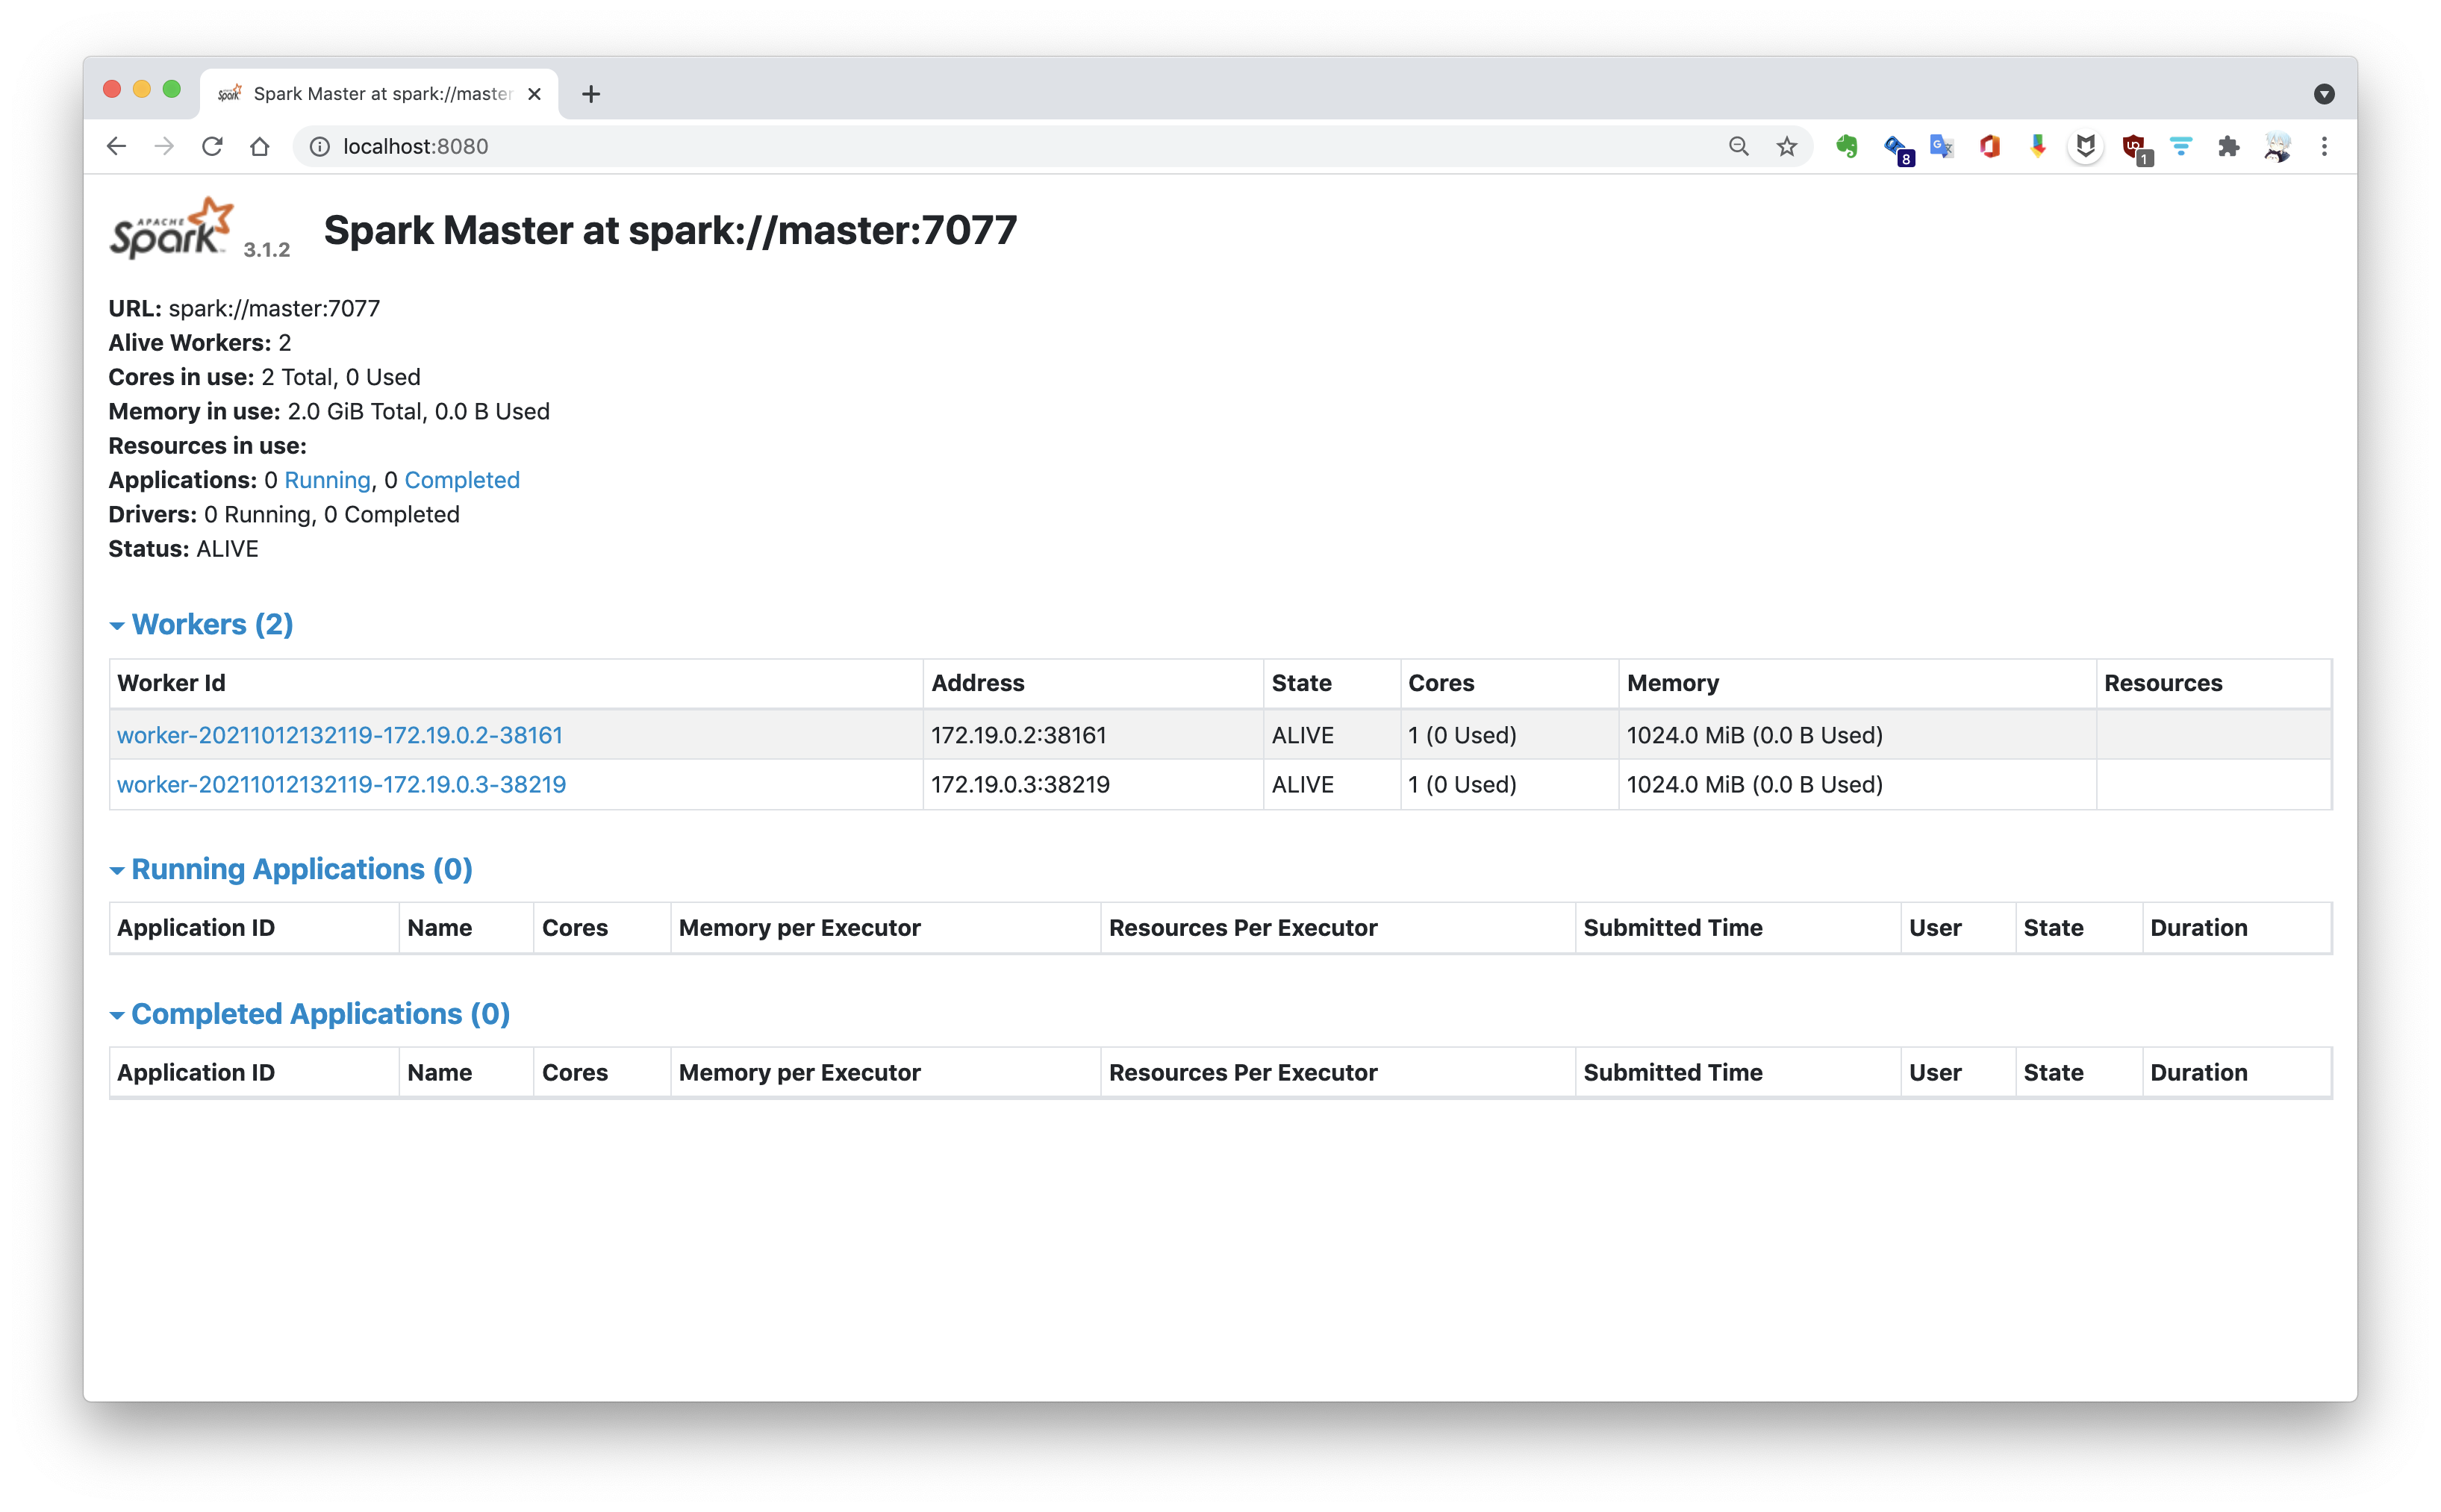 Spark Master at spark://master
localhost:8080
8
1
APACHE
Spark 3.1.2
Spark Master at spark://master:7077
URL: spark://master:7077
Alive Workers: 2
Cores in use: 2 Total, 0 Used
Memory in use: 2.0 GiB Total, 0.0 B Used
Resources in use:
Applications: 0 Running, 0 Completed
Drivers: 0 Running, 0 Completed
Status: ALIVE
Workers (2)
Worker Id Address State Cores Memory Resources
worker-20211012132119-172.19.0.2-38161 172.19.0.2:38161 ALIVE 1 (0 Used) 1024.0 MiB (0.0 B Used)
worker-20211012132119-172.19.0.3-38219 172.19.0.3:38219 ALIVE 1 (0 Used) 1024.0 MiB (0.0 B Used)
Running Applications (0)
Application ID Name Cores Memory per Executor Resources Per Executor Submitted Time User State Duration
Completed Applications (0)
Application ID Name Cores Memory per Executor Resources Per Executor Submitted Time User State Duration